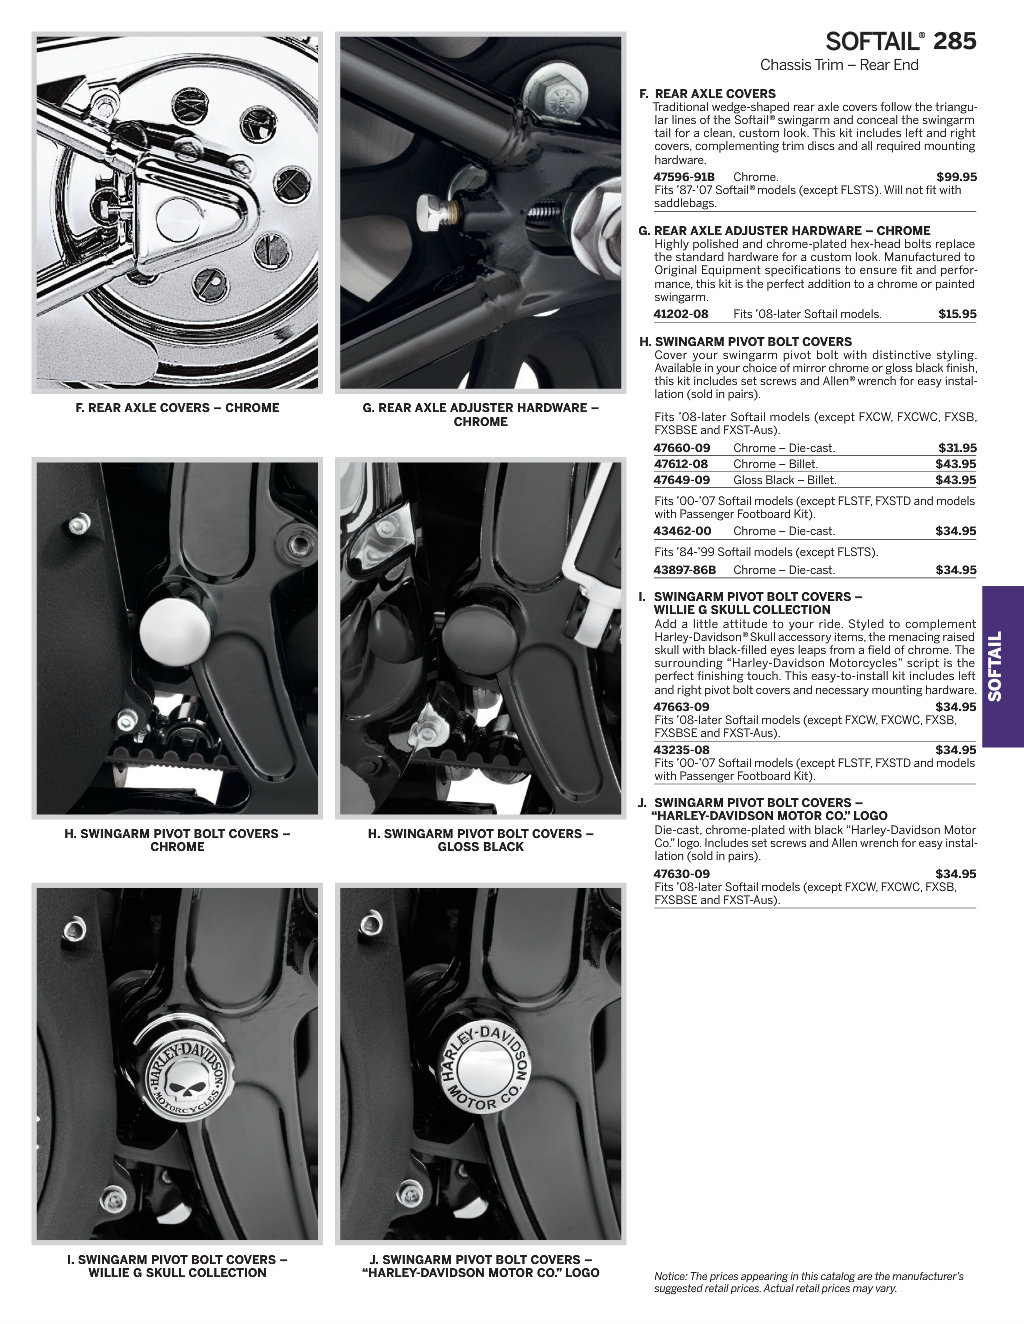 SOFTAIL® 285
Chassis Trim – Rear End
F. REAR AXLE COVERS
Traditional wedge-shaped rear axle covers follow the triangu-
lar lines of the Softail® swingarm and conceal the swingarm
tail for a clean, custom look. This kit includes left and right
covers, complementing trim discs and all required mounting
hardware.
47596-91B Chrome. $99.95
Fits ’87-’07 Softail® models (except FLSTS). Will not fit with
saddlebags.
G. REAR AXLE ADJUSTER HARDWARE – CHROME
Highly polished and chrome-plated hex-head bolts replace
the standard hardware for a custom look. Manufactured to
Original Equipment specifications to ensure fit and perfor-
mance, this kit is the perfect addition to a chrome or painted
swingarm.
41202-08 Fits ’08-later Softail models. $15.95
H. SWINGARM PIVOT BOLT COVERS
Cover your swingarm pivot bolt with distinctive styling.
Available in your choice of mirror chrome or gloss black finish,
this kit includes set screws and Allen® wrench for easy instal-
lation (sold in pairs).
Fits ’08-later Softail models (except FXCW, FXCWC, FXSB,
FXSBSE and FXST-Aus).
47660-09 Chrome – Die-cast. $31.95
47612-08 Chrome – Billet. $43.95
47649-09 Gloss Black – Billet. $43.95
Fits ’00-’07 Softail models (except FLSTF, FXSTD and models
with Passenger Footboard Kit).
43462-00 Chrome – Die-cast. $34.95
Fits ’84-’99 Softail models (except FLSTS).
43897-86B Chrome – Die-cast. $34.95
I. SWINGARM PIVOT BOLT COVERS –
WILLIE G SKULL COLLECTION
Add a little attitude to your ride. Styled to complement
Harley-Davidson® Skull accessory items, the menacing raised
skull with black-filled eyes leaps from a field of chrome. The
surrounding “Harley-Davidson Motorcycles” script is the
perfect finishing touch. This easy-to-install kit includes left
and right pivot bolt covers and necessary mounting hardware.
47663-09 $34.95
Fits ’08-later Softail models (except FXCW, FXCWC, FXSB,
FXSBSE and FXST-Aus).
43235-08 $34.95
Fits ’00-’07 Softail models (except FLSTF, FXSTD and models
with Passenger Footboard Kit).
J. SWINGARM PIVOT BOLT COVERS –
“HARLEY-DAVIDSON MOTOR CO.” LOGO
Die-cast, chrome-plated with black “Harley-Davidson Motor
Co.” logo. Includes set screws and Allen wrench for easy instal-
lation (sold in pairs).
47630-09 $34.95
Fits ’08-later Softail models (except FXCW, FXCWC, FXSB,
FXSBSE and FXST-Aus).
SOFTAIL
F. REAR AXLE COVERS – CHROME
G. REAR AXLE ADJUSTER HARDWARE –
CHROME
H. SWINGARM PIVOT BOLT COVERS –
CHROME
H. SWINGARM PIVOT BOLT COVERS –
GLOSS BLACK
HARLEY-DAVIDSON
MOTORCYCLES
HARLEY-DAVIDSON
MOTOR CO.
I. SWINGARM PIVOT BOLT COVERS –
WILLIE G SKULL COLLECTION
J. SWINGARM PIVOT BOLT COVERS –
“HARLEY-DAVIDSON MOTOR CO.” LOGO
Notice: The prices appearing in this catalog are the manufacturer’s
suggested retail prices. Actual retail prices may vary.